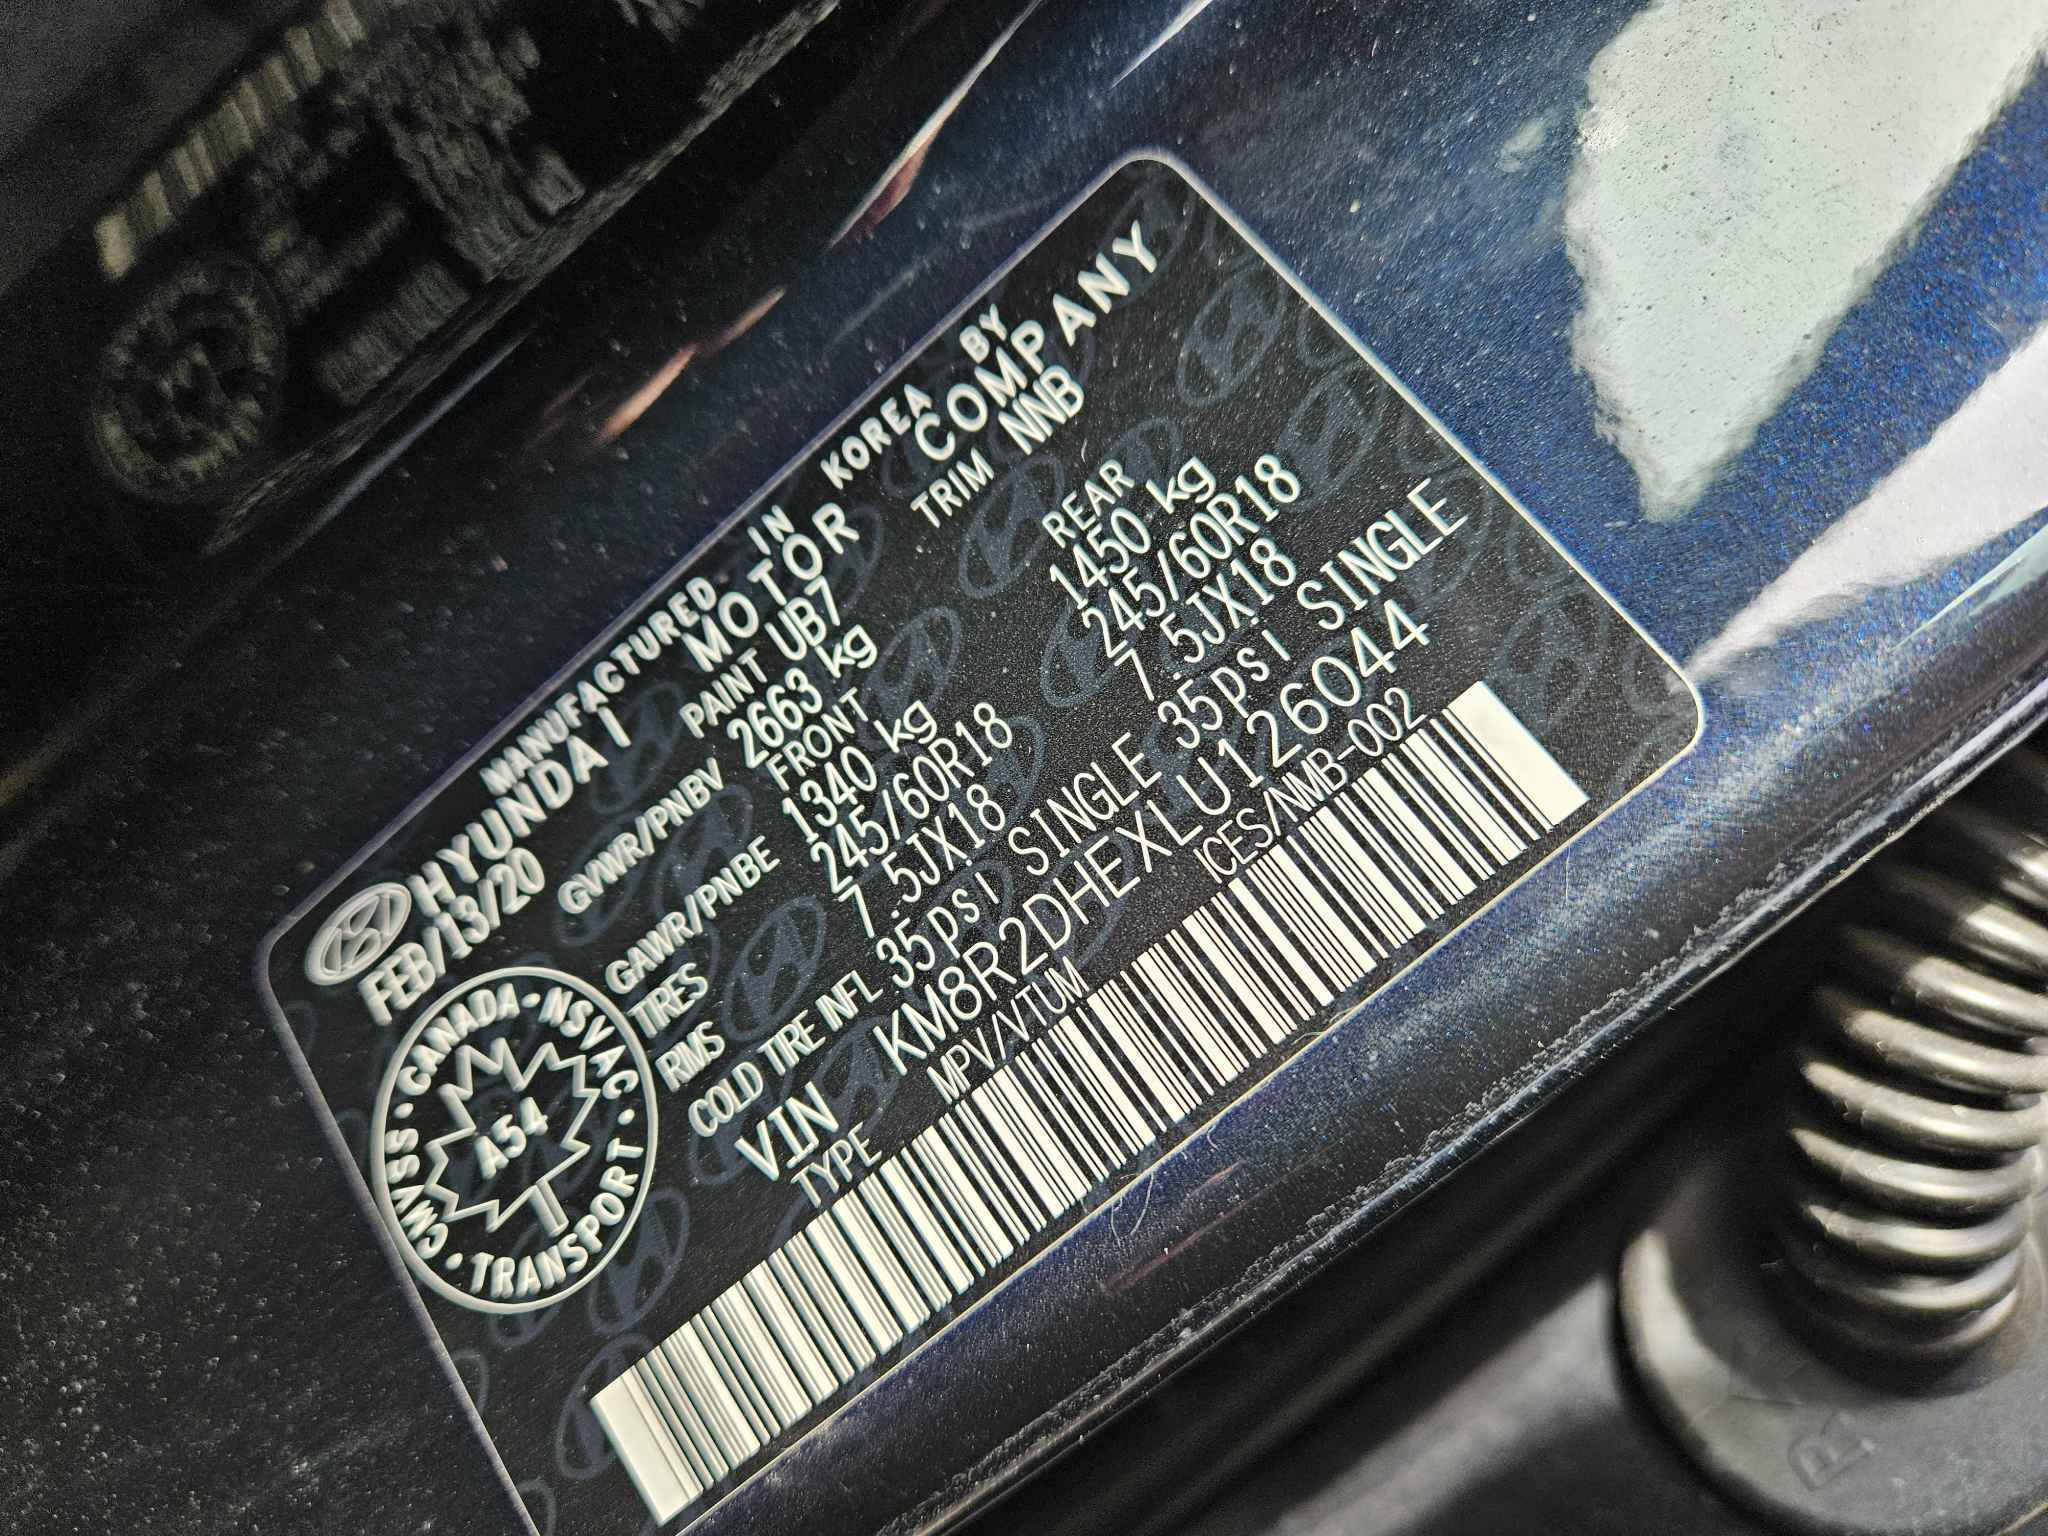 MANUFACTURED IN KOREA BY
HYUNDAI MOTOR COMPANY
FEB/13/20 PAINT UB7 TRIM NNB
GVWR/PNBV 2663 kg
FRONT REAR
GAWR/PNBE 1340 kg 1450 kg
TIRES 245/60R18 245/60R18
RIMS 7.5JX18 7.5JX18
COLD TIRE INFL 35psi SINGLE 35psi SINGLE
VIN KM8R2DHEXLU126044
TYPE MPV/VTUM ICES/NMB-002
CANADA · NSVAC · TRANSPORT · CMVSS ·
A54